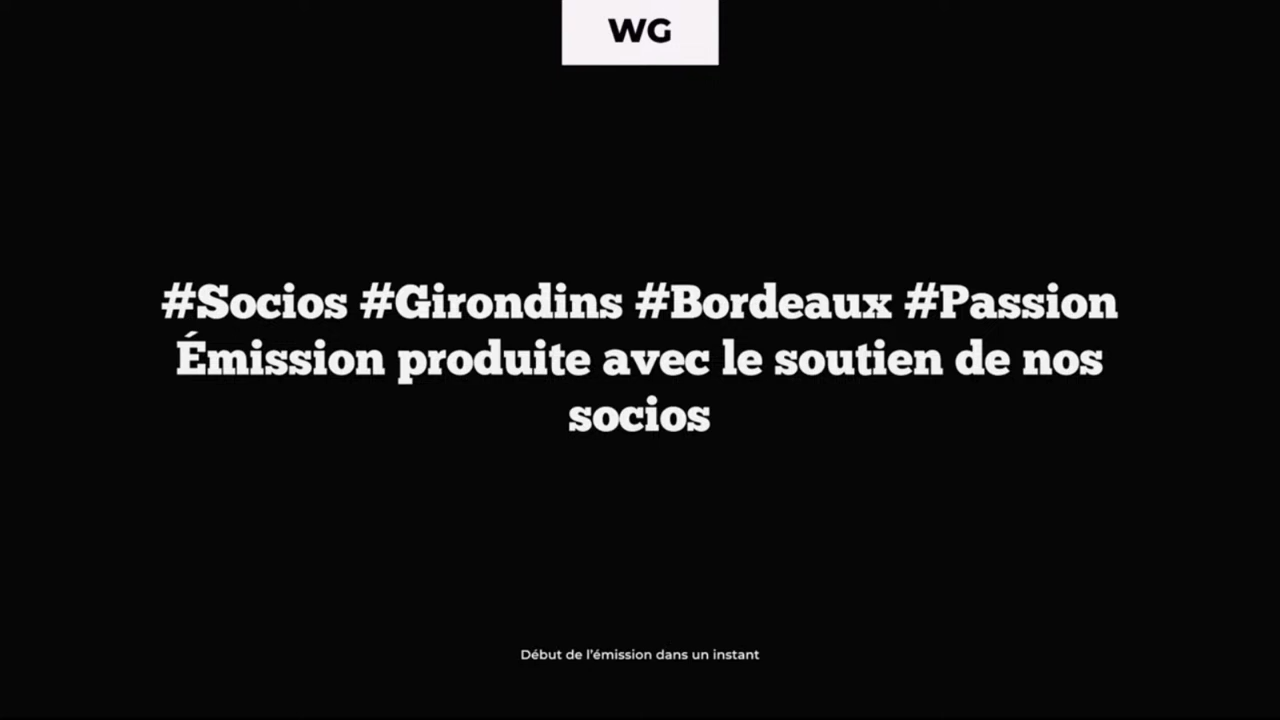 WG
#Socios #Girondins #Bordeaux #Passion
Émission produite avec le soutien de nos
socios
Début de l'émission dans un instant